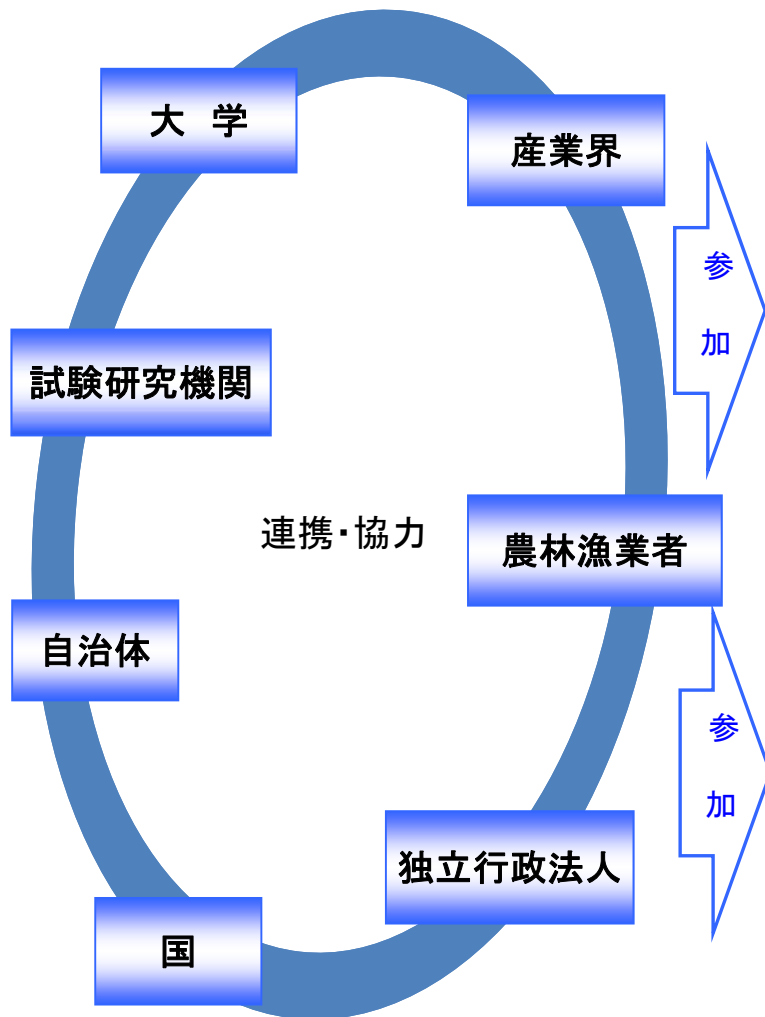 大　学
産業界
参
加
試験研究機関
連携・協力
農林漁業者
自治体
参
加
独立行政法人
国